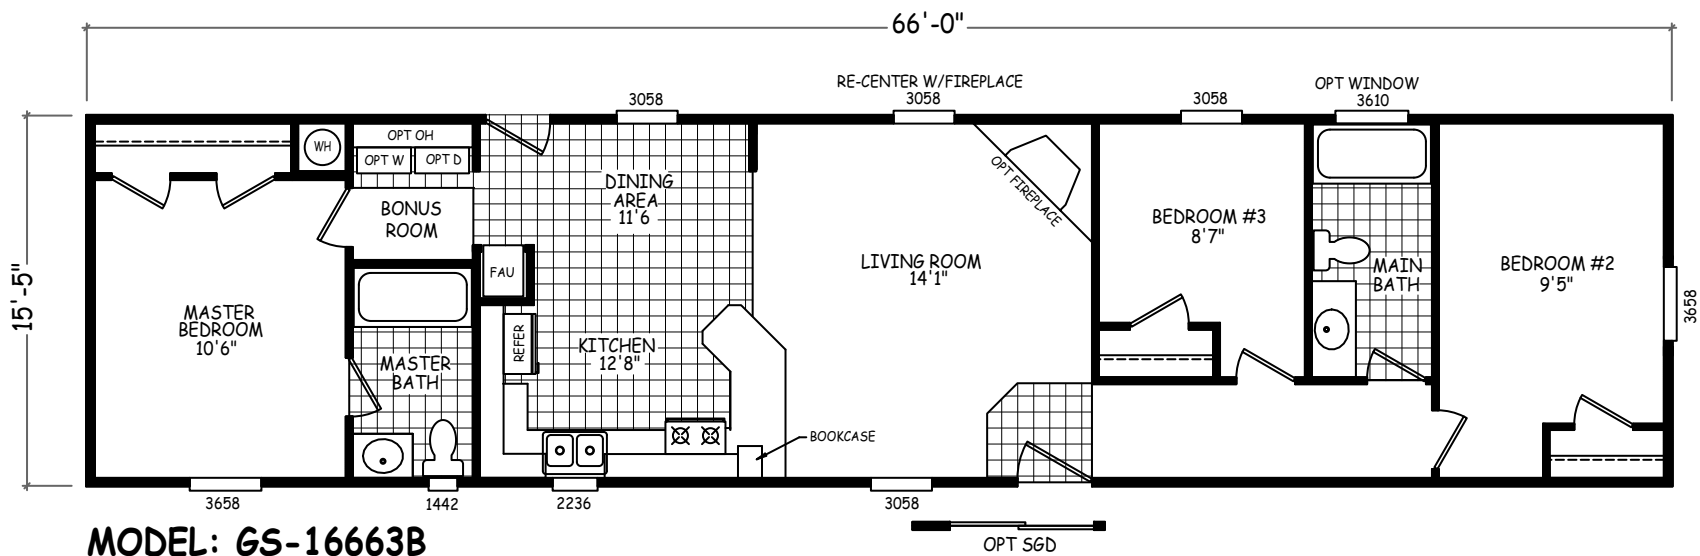 66'-0"
RE-CENTER W/FIREPLACE
OPT WINDOW
3058
3058
3058
3610
15'-5"
WH
OPT OH
OPT W
OPT D
BONUS
ROOM
DINING
AREA
11'6
OPT FIREPLACE
BEDROOM #3
8'7"
LIVING ROOM
14'1"
MAIN
BATH
BEDROOM #2
9'5"
3658
FAU
MASTER
BEDROOM
10'6"
REFER
KITCHEN
12'8"
MASTER
BATH
BOOKCASE
3658
1442
2236
3058
OPT SGD
MODEL: GS-16663B